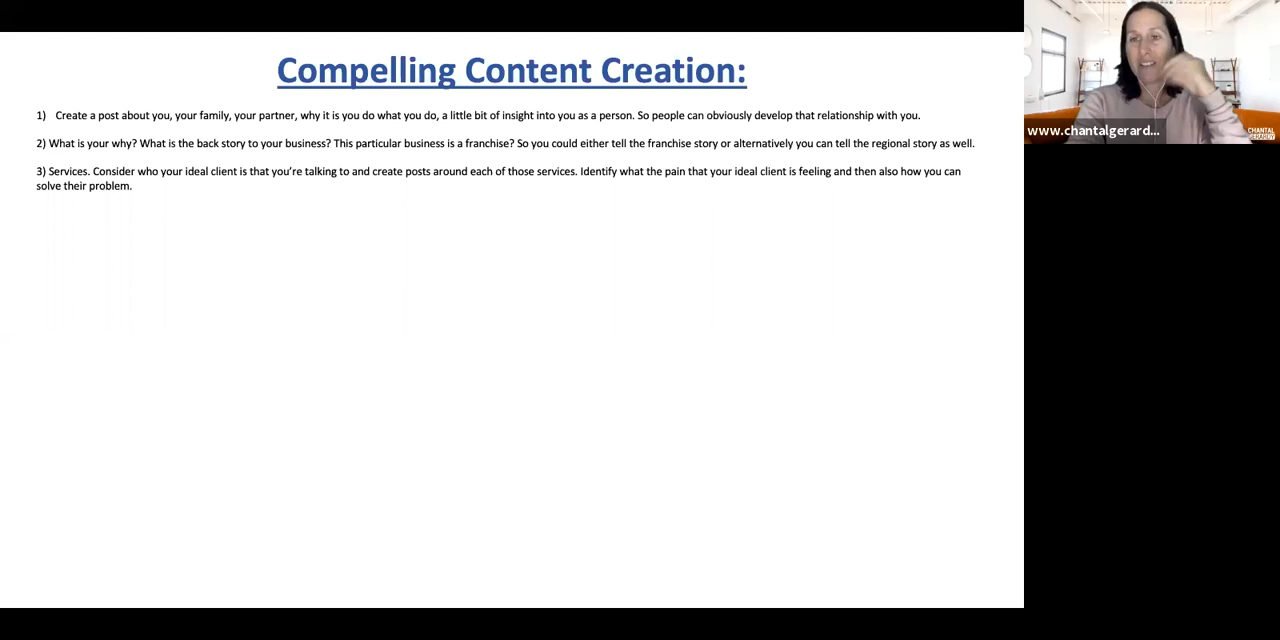 Compelling Content Creation:
1) Create a post about you, your family, your partner, why it is you do what you do, a little bit of insight into you as a person. So people can obviously develop that relationship with you.
2) What is your why? What is the back story to your business? This particular business is a franchise? So you could either tell the franchise story or alternatively you can tell the regional story as well.
3) Services. Consider who your ideal client is that you're talking to and create posts around each of those services. Identify what the pain that your ideal client is feeling and then also how you can
solve their problem.
www.chantalgerard...
CHANTAL
GERARDY